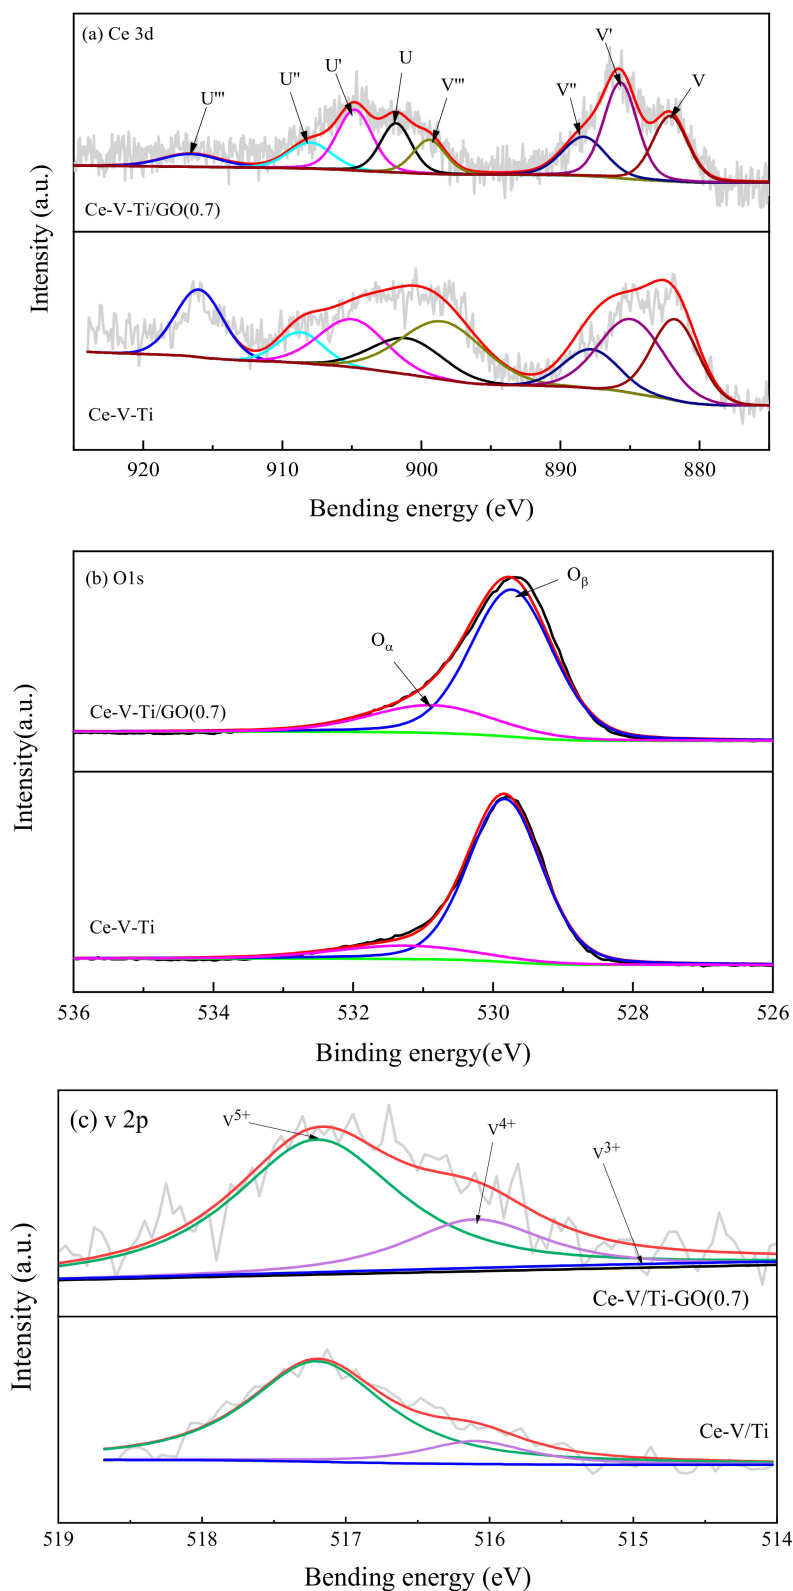 (a) Ce 3d
U'''
U''
U'
U
V'''
V''
V'
V
Ce-V-Ti/GO(0.7)
Ce-V-Ti
Intensity (a.u.)
920 910 900 890 880
Bending energy (eV)
(b) O1s
Oα
Oβ
Ce-V-Ti/GO(0.7)
Ce-V-Ti
Intensity(a.u.)
536 534 532 530 528 526
Binding energy(eV)
(c) v 2p
V5+
V4+
V3+
Ce-V/Ti-GO(0.7)
Ce-V/Ti
Intensity (a.u.)
519 518 517 516 515 514
Bending energy (eV)